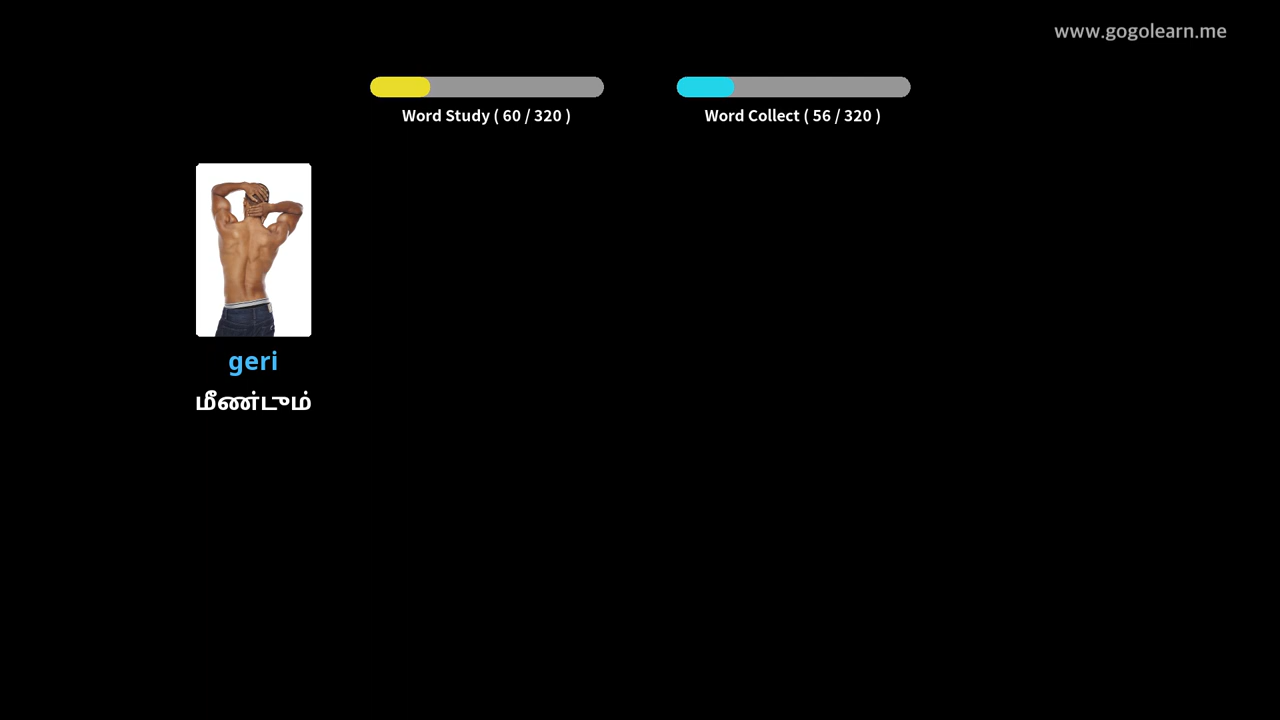 www.gogolearn.me
Word Study ( 60 / 320 )
Word Collect ( 56 / 320 )
geri
மீண்டும்